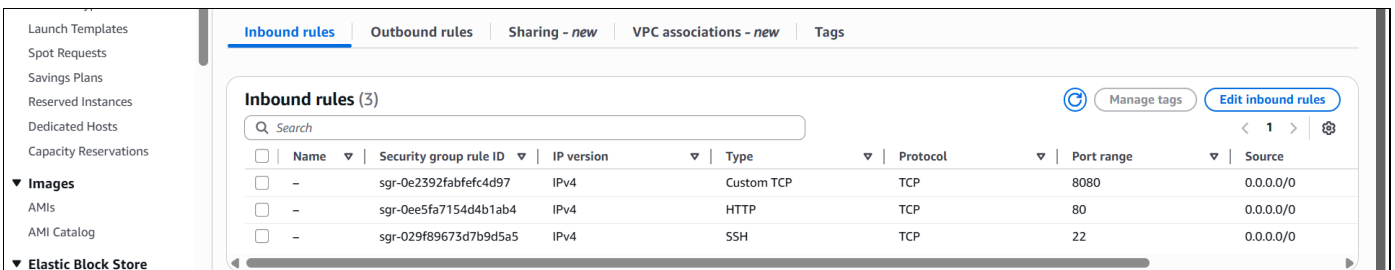 Launch Templates
Spot Requests
Savings Plans
Reserved Instances
Dedicated Hosts
Capacity Reservations
▼ Images
AMIs
AMI Catalog
▼ Elastic Block Store
Inbound rules Outbound rules Sharing - new VPC associations - new Tags
Inbound rules (3) Manage tags Edit inbound rules
Search 1
Name Security group rule ID IP version Type Protocol Port range Source
– sgr-0e2392fabfefc4d97 IPv4 Custom TCP TCP 8080 0.0.0.0/0
– sgr-0ee5fa7154d4b1ab4 IPv4 HTTP TCP 80 0.0.0.0/0
– sgr-029f89673d7b9d5a5 IPv4 SSH TCP 22 0.0.0.0/0